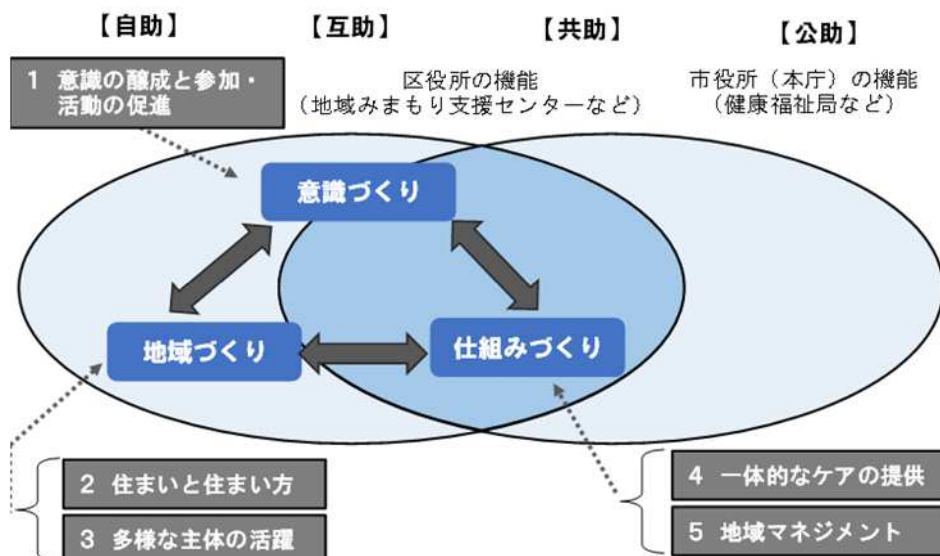 【自助】 【互助】 【共助】 【公助】
1 意識の醸成と参加・
活動の促進
区役所の機能
（地域みまもり支援センターなど）
市役所（本庁）の機能
（健康福祉局など）
意識づくり
地域づくり
仕組みづくり
2 住まいと住まい方
3 多様な主体の活躍
4 一体的なケアの提供
5 地域マネジメント